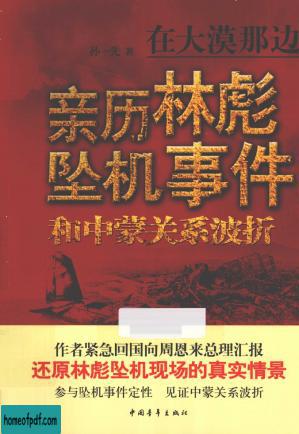 在大漠那边
孙一先 著
亲历林彪
坠机事件
和中蒙关系波折
作者紧急回国向周恩来总理汇报
还原林彪坠机现场的真实情景
参与坠机事件定性 见证中蒙关系波折
中国青年出版社
homeofpdf.com